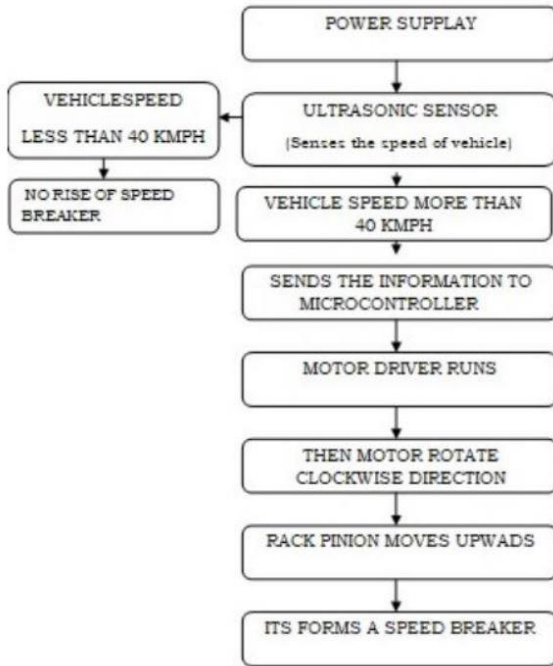 POWER SUPPLAY
VEHICLESPEED
LESS THAN 40 KMPH
ULTRASONIC SENSOR
(Senses the speed of vehicle)
NO RISE OF SPEED
BREAKER
VEHICLE SPEED MORE THAN
40 KMPH
SENDS THE INFORMATION TO
MICROCONTROLLER
MOTOR DRIVER RUNS
THEN MOTOR ROTATE
CLOCKWISE DIRECTION
RACK PINION MOVES UPWADS
ITS FORMS A SPEED BREAKER